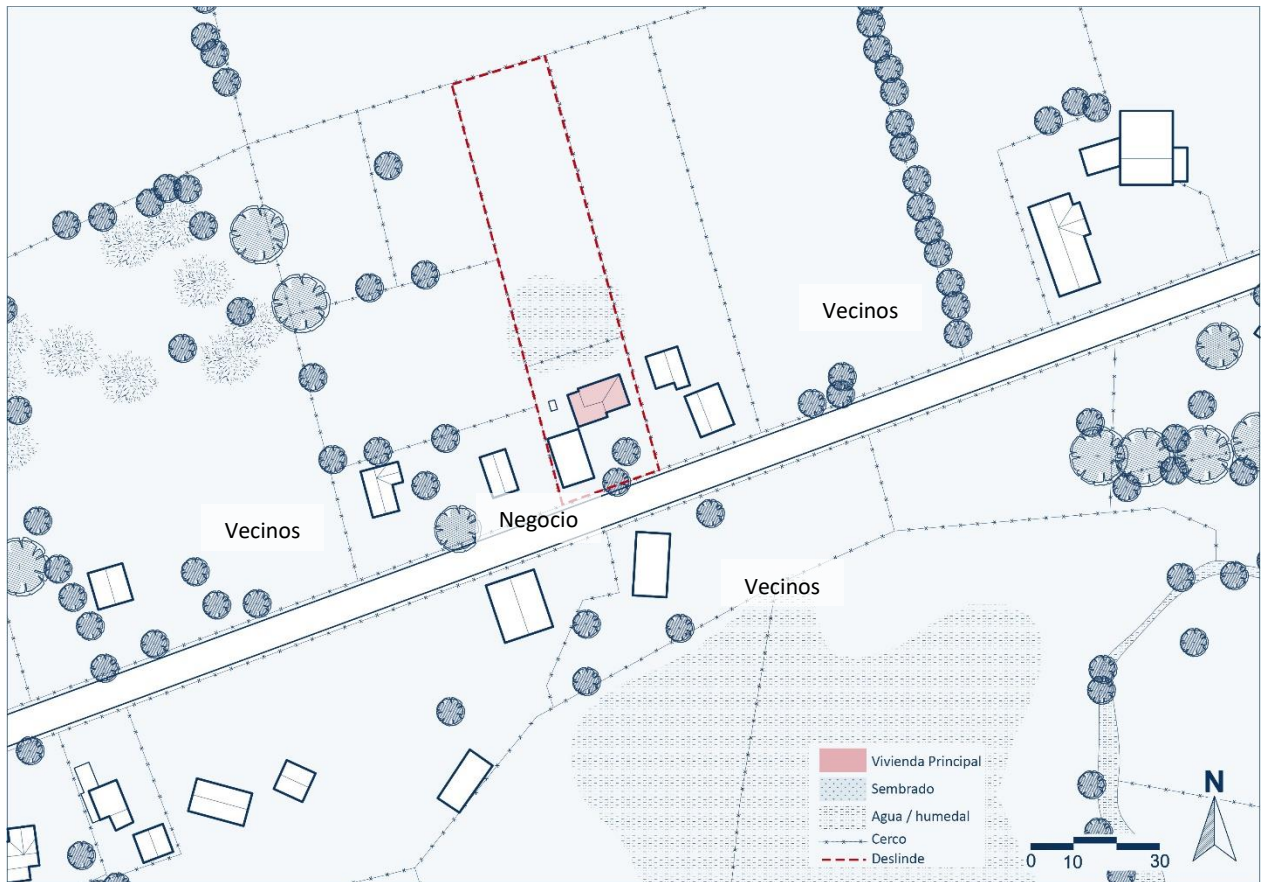 Vecinos
Negocio
Vecinos
Vecinos
Vivienda Principal
Sembrado
Agua / humedal
Cerco
Deslinde
N
0 10 30